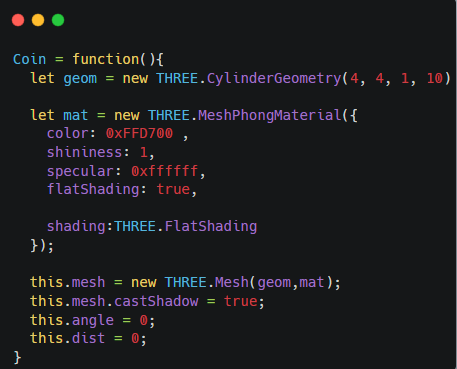 Coin = function(){
  let geom = new THREE.CylinderGeometry(4, 4, 1, 10)
  let mat = new THREE.MeshPhongMaterial({
    color: 0xFFD700 ,
    shininess: 1,
    specular: 0xffffff,
    flatShading: true,
    shading:THREE.FlatShading
  });
  this.mesh = new THREE.Mesh(geom,mat);
  this.mesh.castShadow = true;
  this.angle = 0;
  this.dist = 0;
}